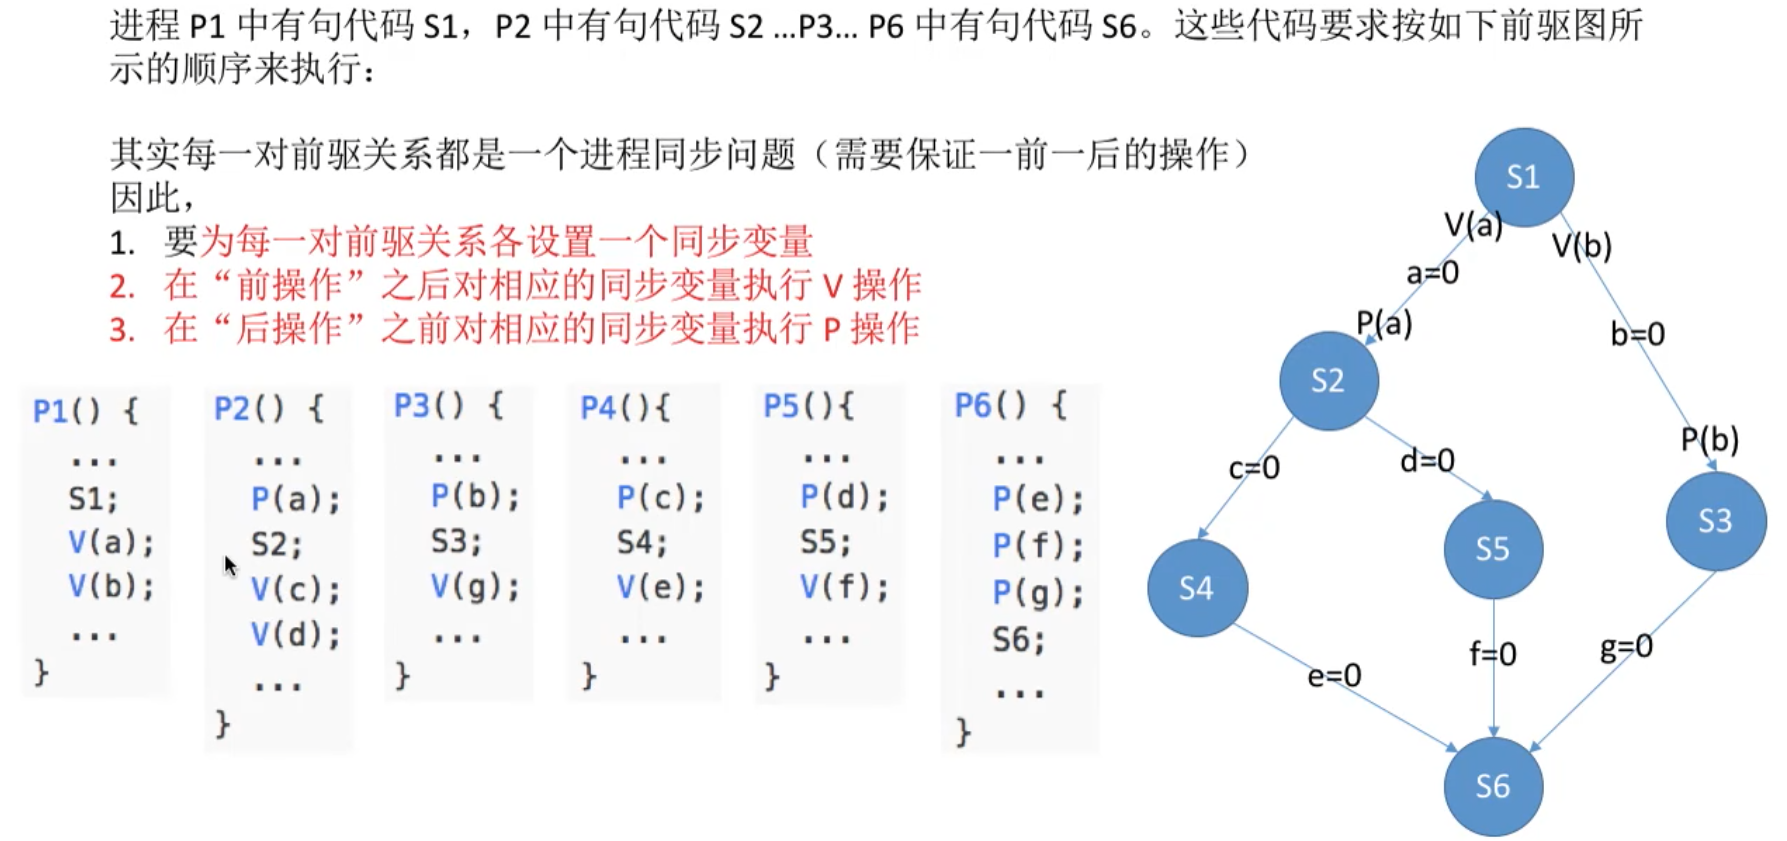 进程 P1 中有句代码 S1，P2 中有句代码 S2 ...P3... P6 中有句代码 S6。这些代码要求按如下前驱图所
示的顺序来执行：
其实每一对前驱关系都是一个进程同步问题（需要保证一前一后的操作）
因此，
1. 要为每一对前驱关系各设置一个同步变量
2. 在“前操作”之后对相应的同步变量执行 V 操作
3. 在“后操作”之前对相应的同步变量执行 P 操作
P1() {
...
S1;
V(a);
V(b);
...
}
P2() {
...
P(a);
S2;
V(c);
V(d);
...
}
P3() {
...
P(b);
S3;
V(g);
...
}
P4(){
...
P(c);
S4;
V(e);
...
}
P5(){
...
P(d);
S5;
V(f);
...
}
P6() {
...
P(e);
P(f);
P(g);
S6;
...
}
S1
V(a)
V(b)
a=0
P(a)
b=0
S2
P(b)
c=0
d=0
S3
S5
S4
e=0
f=0
g=0
S6